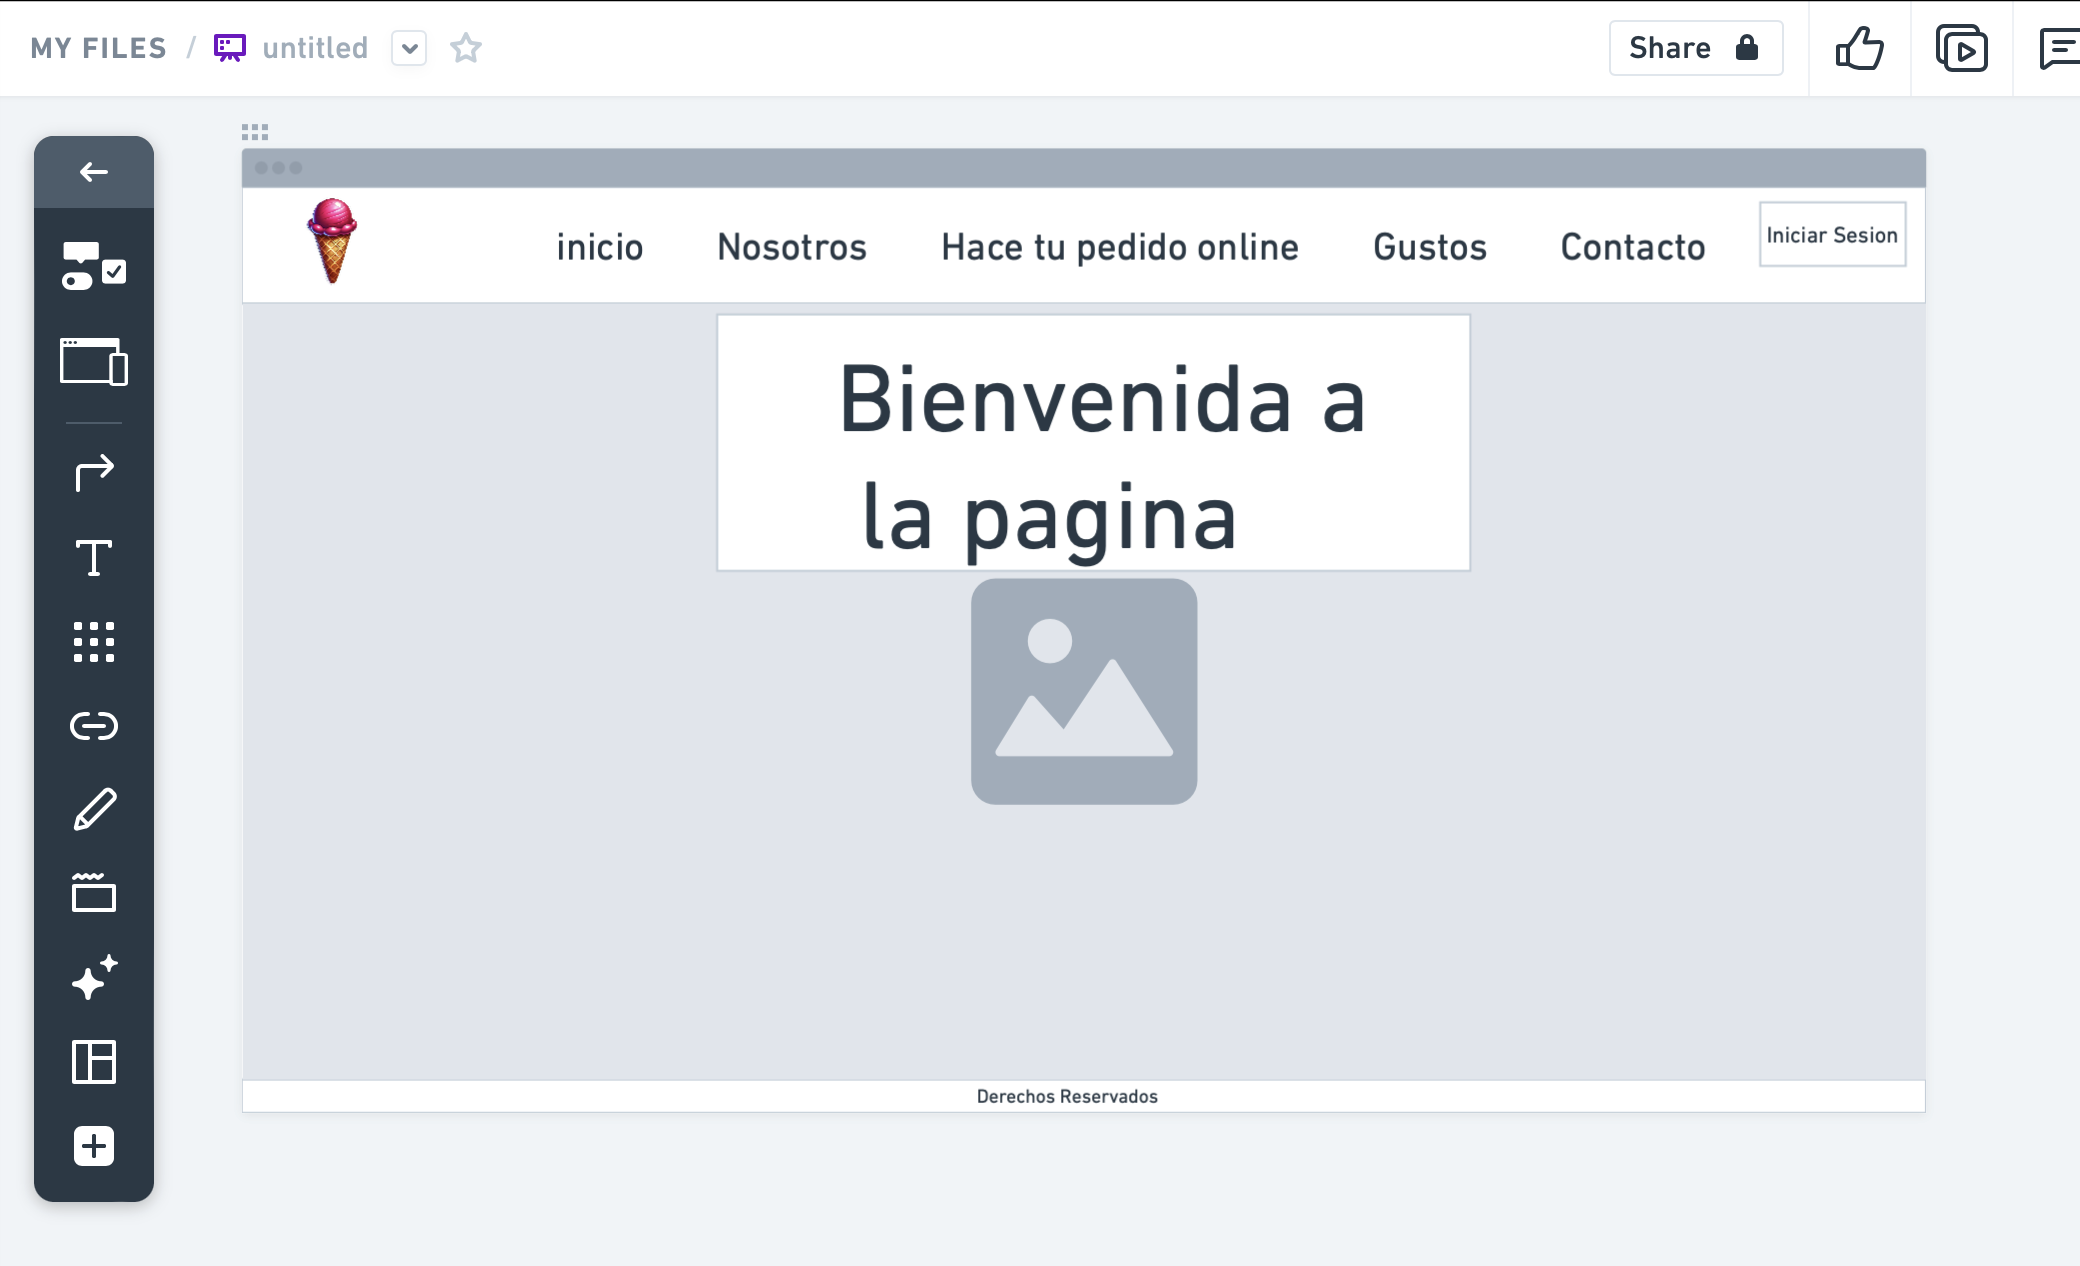 MY FILES / untitled
Share
inicio Nosotros Hace tu pedido online Gustos Contacto Iniciar Sesion
Bienvenida a
la pagina
Derechos Reservados